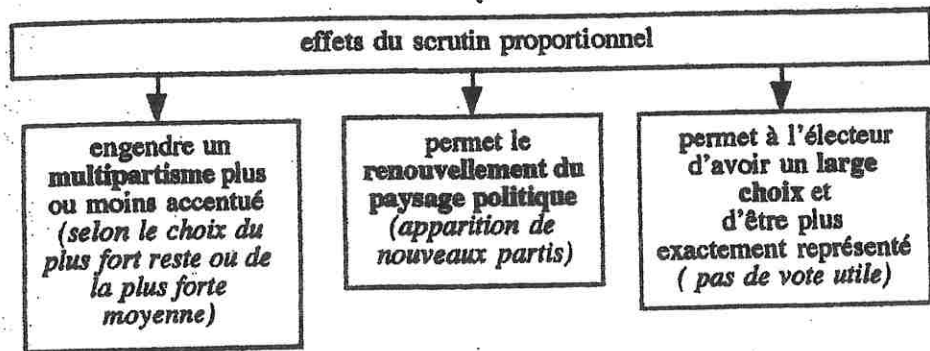 effets du scrutin proportionnel
engendre un
multipartisme plus
ou moins accentué
(selon le choix du
plus fort reste ou de
la plus forte
moyenne)
permet le
renouvellement du
paysage politique
(apparition de
nouveaux partis)
permet à l'électeur
d'avoir un large
choix et
d'être plus
exactement représenté
( pas de vote utile)